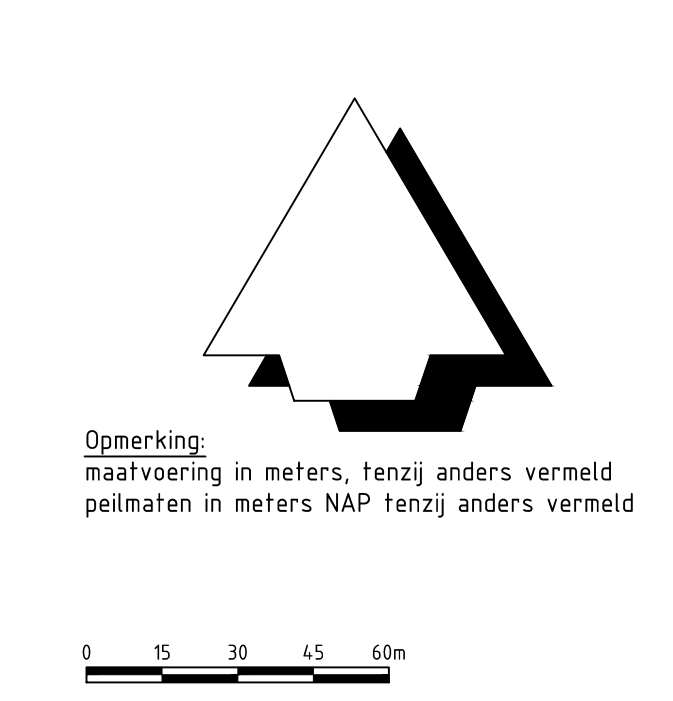 Opmerking:
maatvoering in meters, tenzij anders vermeld
peilmaten in meters NAP tenzij anders vermeld
0 15 30 45 60m